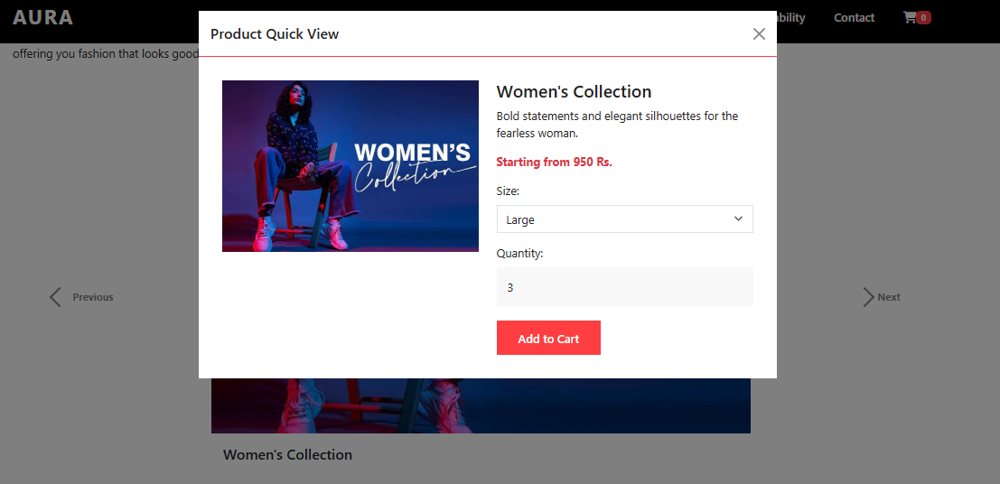 AURA
bility
Contact
0
offering you fashion that looks good
Product Quick View
WOMEN'S
Collection
Women's Collection
Bold statements and elegant silhouettes for the
fearless woman.
Starting from 950 Rs.
Size:
Large
Quantity:
3
Add to Cart
Previous
Next
Women's Collection